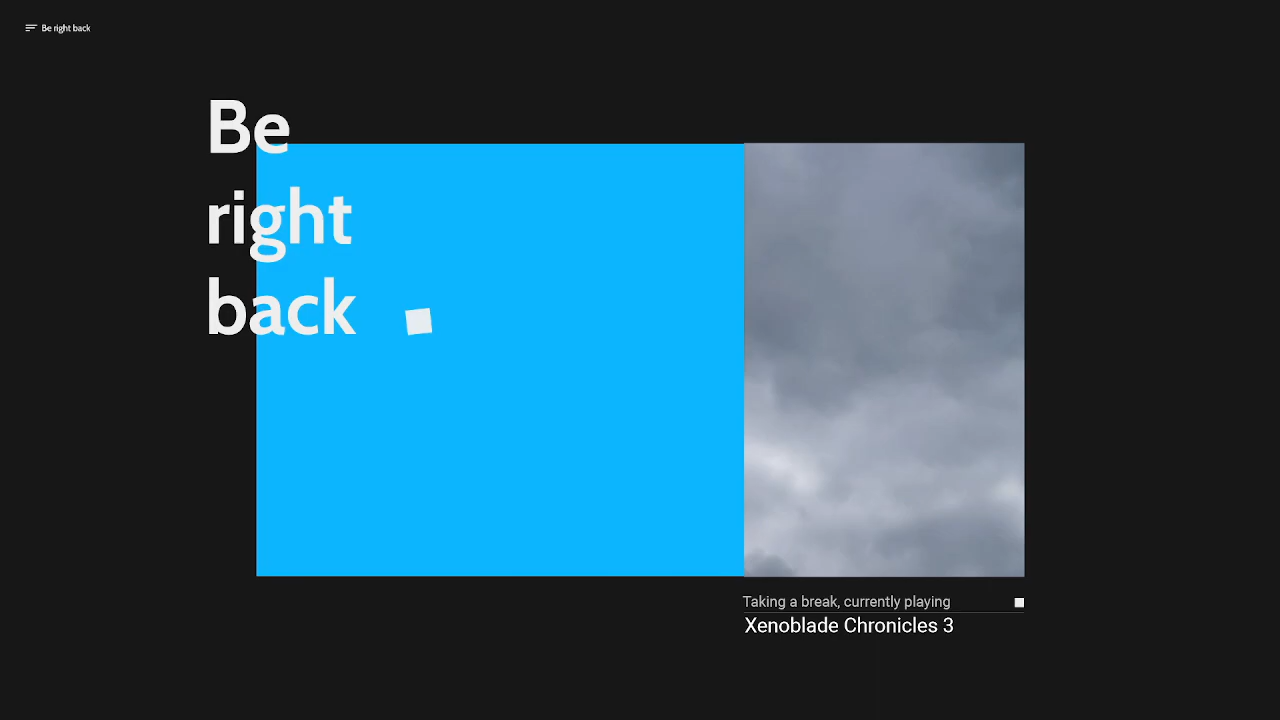 Be right back
Be
right
back
Taking a break, currently playing
Xenoblade Chronicles 3